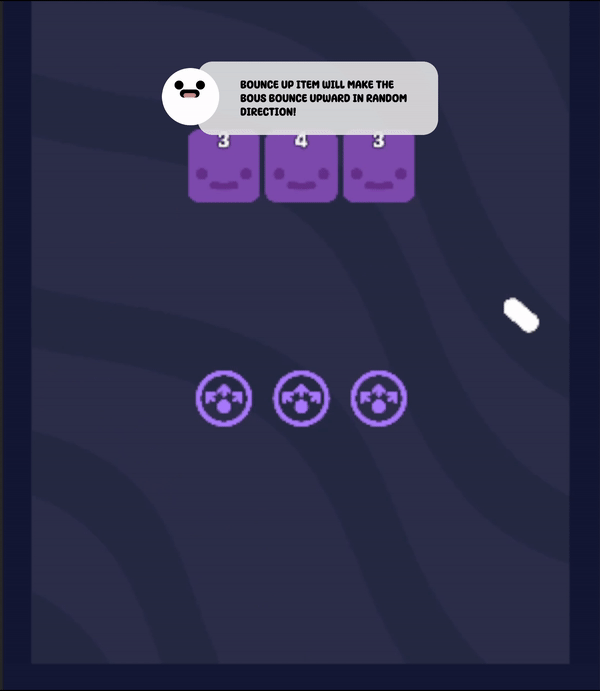 BOUNCE UP ITEM WILL MAKE THE
BOUS BOUNCE UPWARD IN RANDOM
DIRECTION!
3 4 3